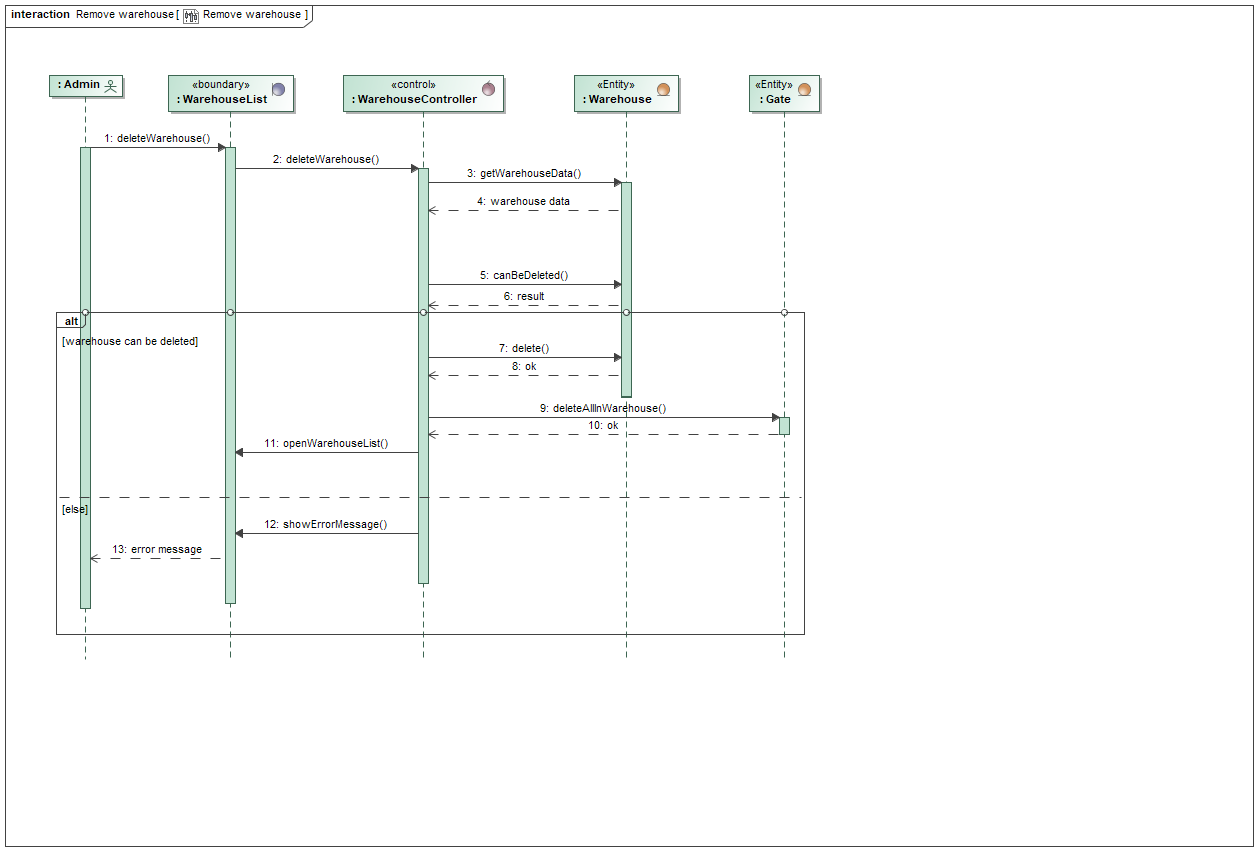 interaction Remove warehouse [ Remove warehouse ]
: Admin
«boundary»
: WarehouseList
«control»
: WarehouseController
«Entity»
: Warehouse
«Entity»
: Gate
1: deleteWarehouse()
2: deleteWarehouse()
3: getWarehouseData()
4: warehouse data
5: canBeDeleted()
6: result
alt
[warehouse can be deleted]
7: delete()
8: ok
9: deleteAllInWarehouse()
10: ok
11: openWarehouseList()
[else]
12: showErrorMessage()
13: error message